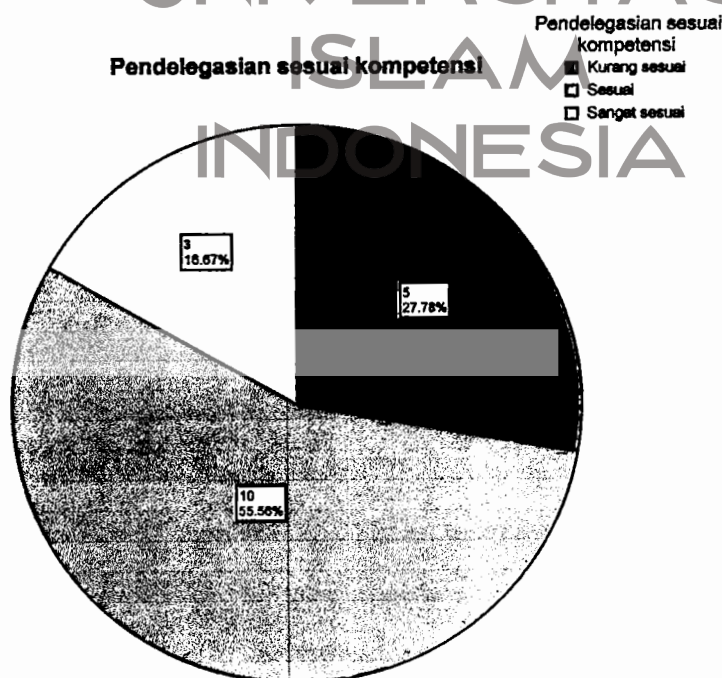 UNIVERSITAS
ISLAM
INDONESIA
Pendelegasian sesuai kompetensi
Pendelegasian sesuai
kompetensi
Kurang sesuai
Sesuai
Sangat sesuai
3
16.67%
5
27.78%
10
55.56%